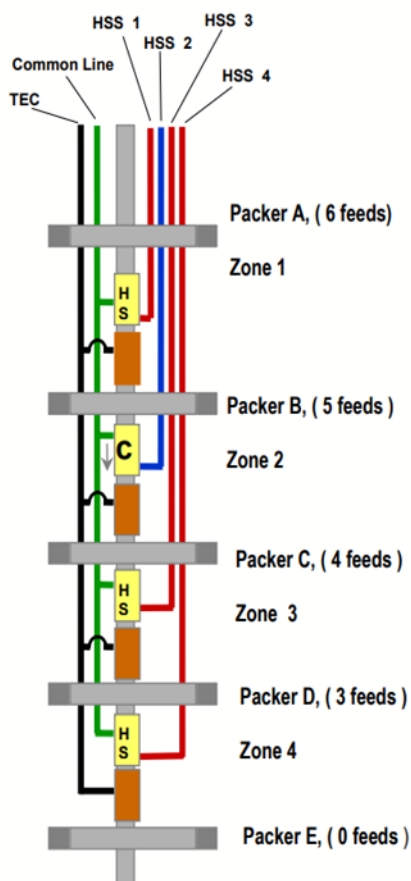 HSS 1
HSS 2
HSS 3
HSS 4
Common Line
TEC
Packer A, ( 6 feeds)
Zone 1
H
S
Packer B, ( 5 feeds )
C
Zone 2
Packer C, ( 4 feeds )
H
S
Zone 3
Packer D, ( 3 feeds )
H
S
Zone 4
Packer E, ( 0 feeds )